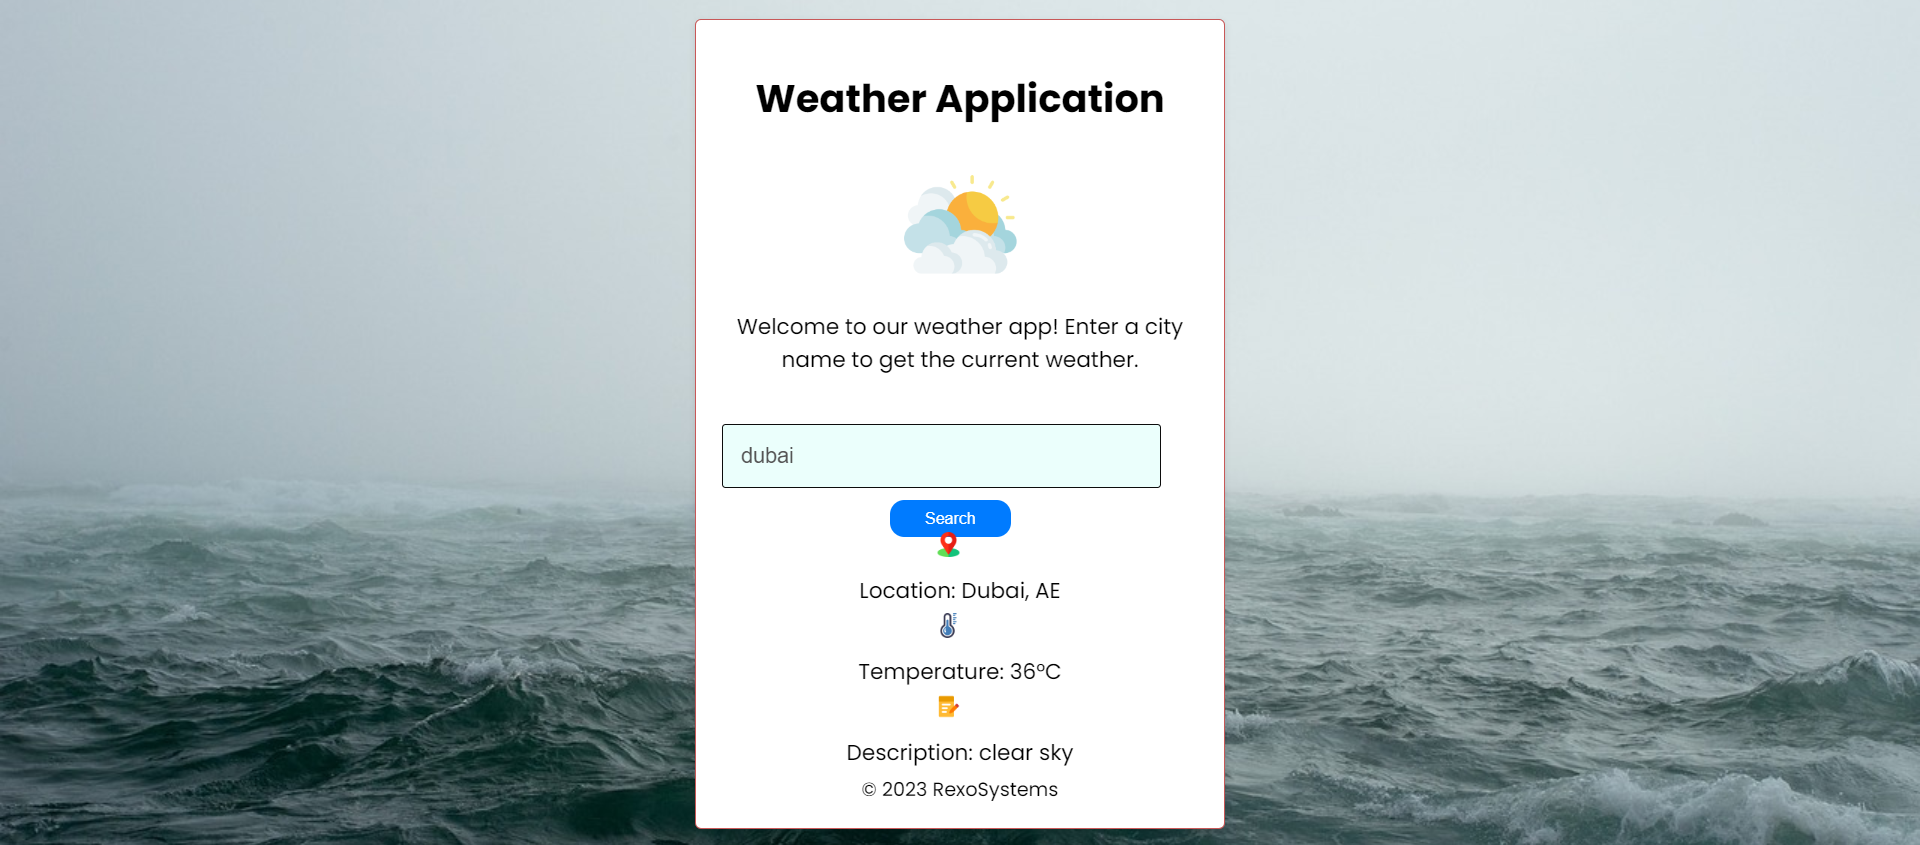 Weather Application
Welcome to our weather app! Enter a city
name to get the current weather.
dubai
Search
Location: Dubai, AE
Temperature: 36°C
Description: clear sky
© 2023 RexoSystems